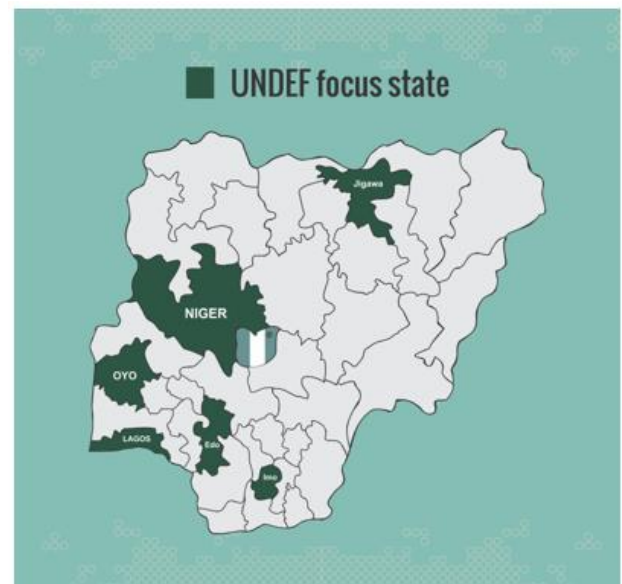 UNDEF focus state
Jigawa
NIGER
OYO
LAGOS
Edo
Imo